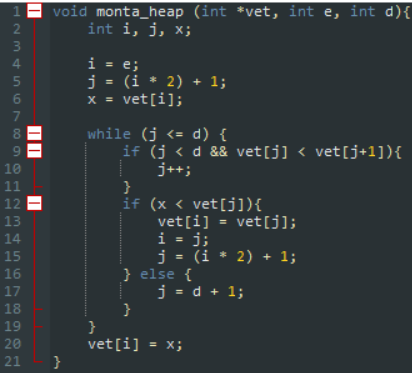 1 void monta_heap (int *vet, int e, int d){
2     int i, j, x;
3
4     i = e;
5     j = (i * 2) + 1;
6     x = vet[i];
7
8     while (j <= d) {
9         if (j < d && vet[j] < vet[j+1]){
10             j++;
11         }
12         if (x < vet[j]){
13             vet[i] = vet[j];
14             i = j;
15             j = (i * 2) + 1;
16         } else {
17             j = d + 1;
18         }
19     }
20     vet[i] = x;
21 }